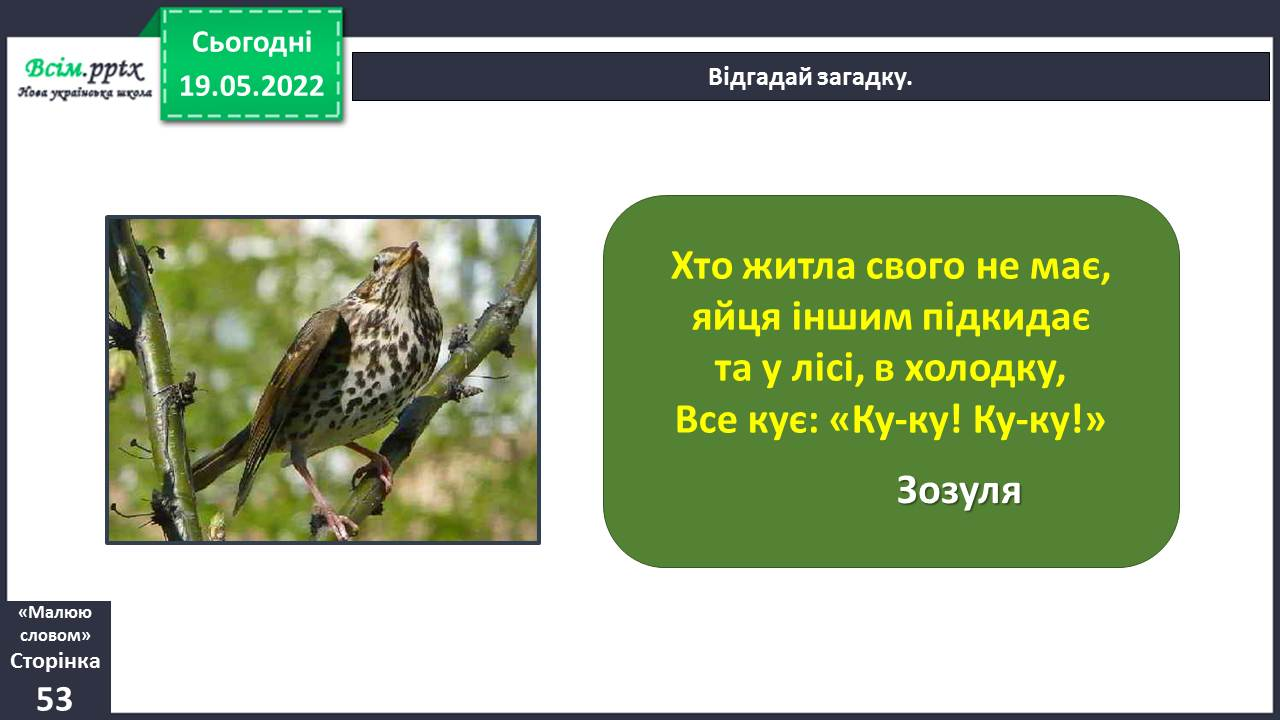 Сьогодні
19.05.2022
Всім.pptx
Нова українська школа
Відгадай загадку.
Хто житла свого не має,
яйця іншим підкидає
та у лісі, в холодку,
Все кує: «Ку-ку! Ку-ку!»
Зозуля
«Малюю
словом»
Сторінка
53